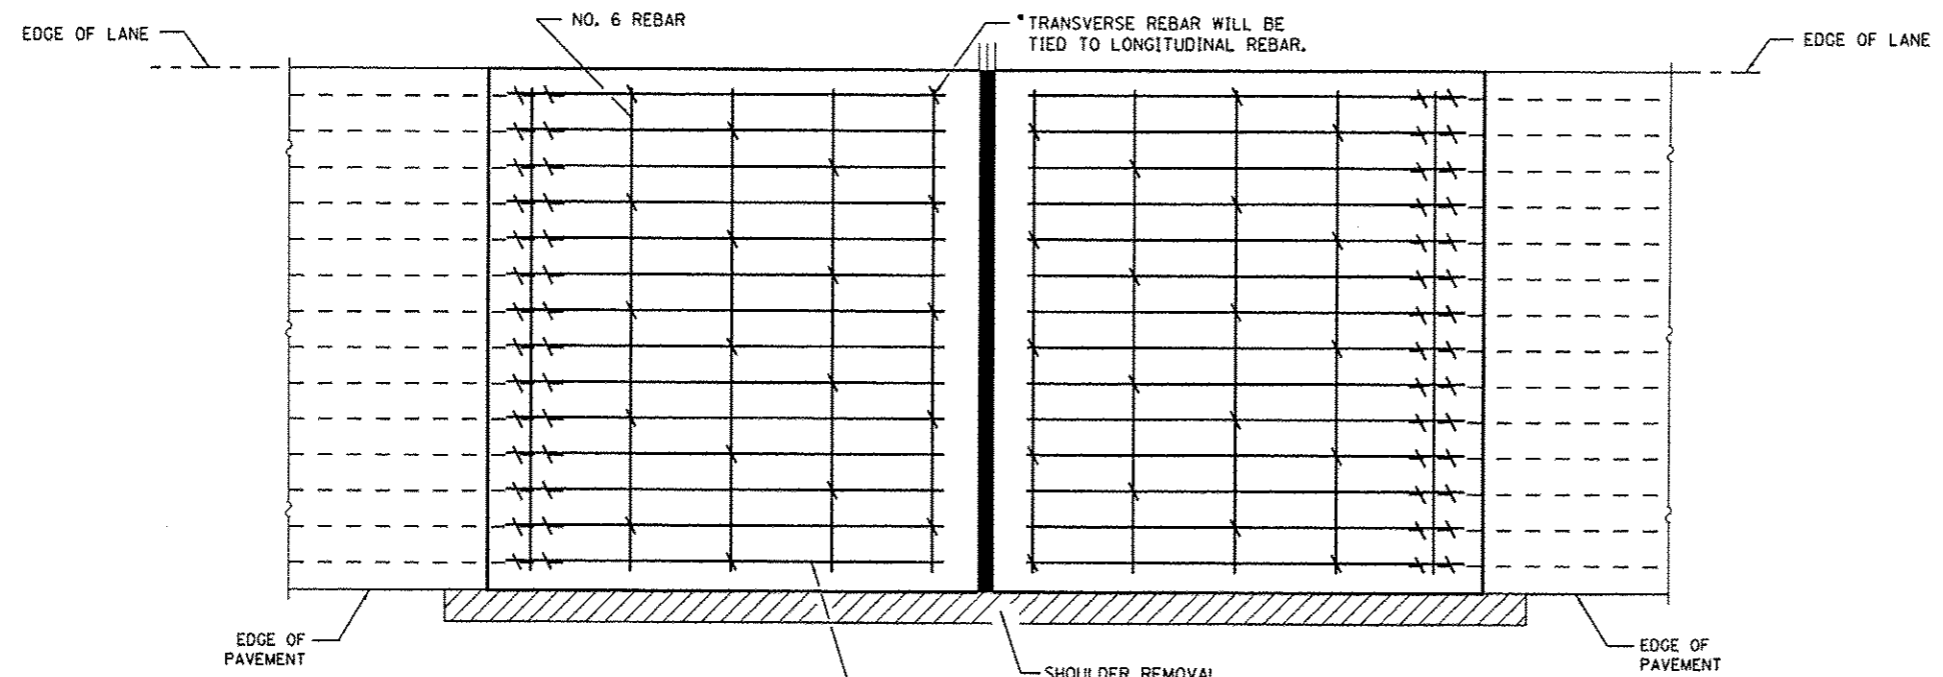 EDGE OF LANE
NO. 6 REBAR
*TRANSVERSE REBAR WILL BE
TIED TO LONGITUDINAL REBAR.
EDGE OF LANE
EDGE OF
PAVEMENT
SHOULDER REMOVAL
EDGE OF
PAVEMENT